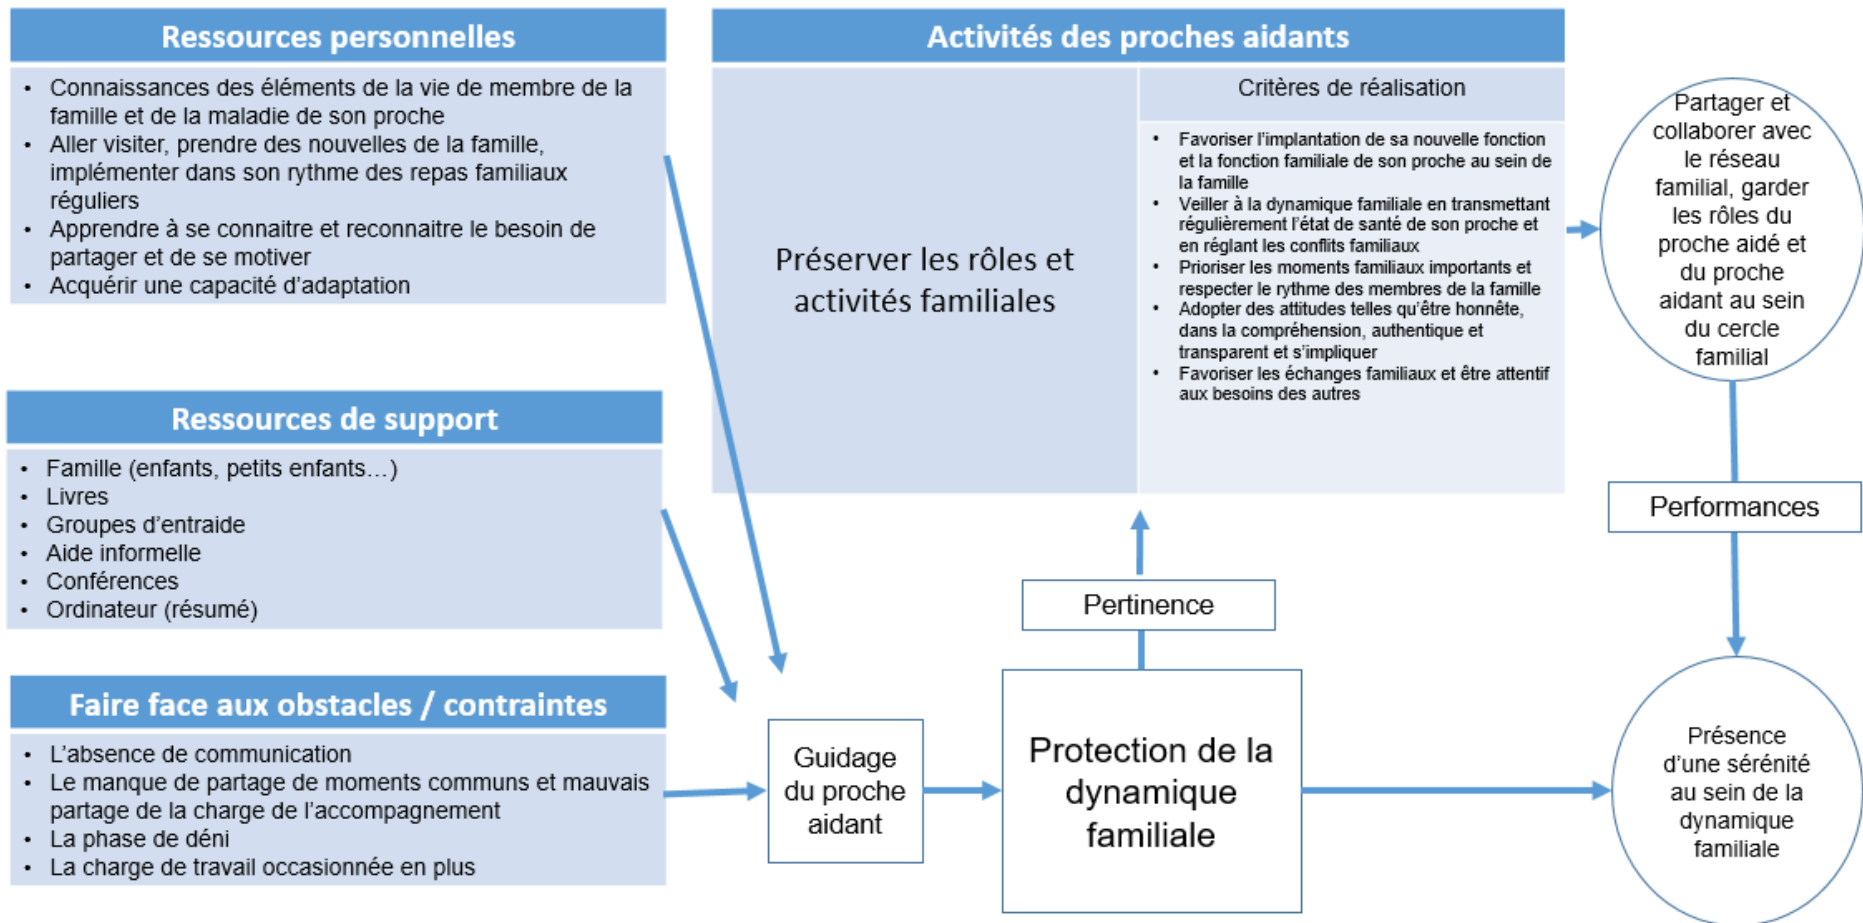 Ressources personnelles
• Connaissances des éléments de la vie de membre de la
famille et de la maladie de son proche
• Aller visiter, prendre des nouvelles de la famille,
implémenter dans son rythme des repas familiaux
réguliers
• Apprendre à se connaitre et reconnaitre le besoin de
partager et de se motiver
• Acquérir une capacité d'adaptation
Ressources de support
• Famille (enfants, petits enfants…)
• Livres
• Groupes d'entraide
• Aide informelle
• Conférences
• Ordinateur (résumé)
Faire face aux obstacles / contraintes
• L'absence de communication
• Le manque de partage de moments communs et mauvais
partage de la charge de l'accompagnement
• La phase de déni
• La charge de travail occasionnée en plus
Activités des proches aidants
Préserver les rôles et
activités familiales
Critères de réalisation
• Favoriser l'implantation de sa nouvelle fonction
et la fonction familiale de son proche au sein de
la famille
• Veiller à la dynamique familiale en transmettant
régulièrement l'état de santé de son proche et
en réglant les conflits familiaux
• Prioriser les moments familiaux importants et
respecter le rythme des membres de la famille
• Adopter des attitudes telles qu'être honnête,
dans la compréhension, authentique et
transparent et s'impliquer
• Favoriser les échanges familiaux et être attentif
aux besoins des autres
Partager et
collaborer avec
le réseau
familial, garder
les rôles du
proche aidé et
du proche
aidant au sein
du cercle
familial
Performances
Pertinence
Guidage
du proche
aidant
Protection de la
dynamique
familiale
Présence
d'une sérénité
au sein de la
dynamique
familiale